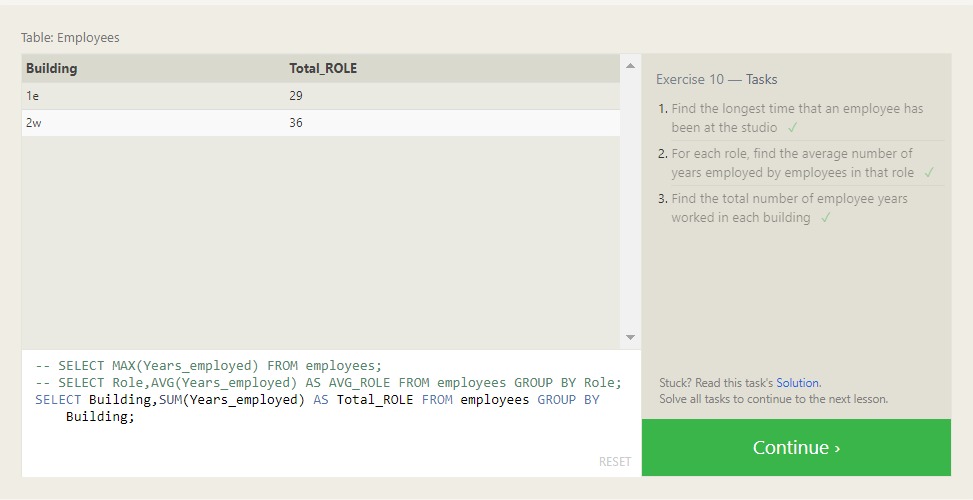 Table: Employees
Building Total_ROLE
1e 29
2w 36
-- SELECT MAX(Years_employed) FROM employees;
-- SELECT Role,AVG(Years_employed) AS AVG_ROLE FROM employees GROUP BY Role;
SELECT Building,SUM(Years_employed) AS Total_ROLE FROM employees GROUP BY
Building;
RESET
Exercise 10 — Tasks
1. Find the longest time that an employee has
been at the studio ✓
2. For each role, find the average number of
years employed by employees in that role ✓
3. Find the total number of employee years
worked in each building ✓
Stuck? Read this task's Solution.
Solve all tasks to continue to the next lesson.
Continue ›